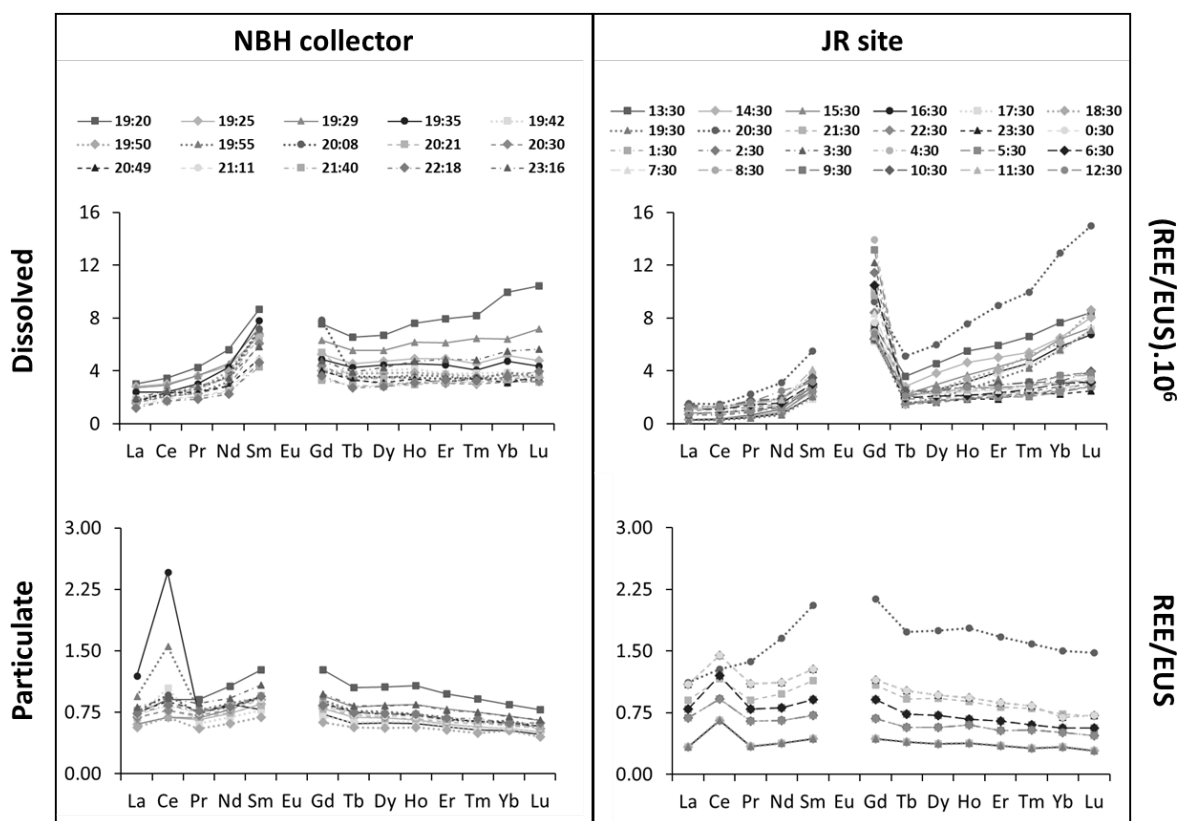 NBH collector
JR site
19:20 19:25 19:29 19:35 19:42
19:50 19:55 20:08 20:21 20:30
20:49 21:11 21:40 22:18 23:16
13:30 14:30 15:30 16:30 17:30 18:30
19:30 20:30 21:30 22:30 23:30 0:30
1:30 2:30 3:30 4:30 5:30 6:30
7:30 8:30 9:30 10:30 11:30 12:30
Dissolved
16
12
8
4
0
La Ce Pr Nd Sm Eu Gd Tb Dy Ho Er Tm Yb Lu
16
12
8
4
0
La Ce Pr Nd Sm Eu Gd Tb Dy Ho Er Tm Yb Lu
(REE/EUS).10⁶
Particulate
3.00
2.25
1.50
0.75
0.00
La Ce Pr Nd Sm Eu Gd Tb Dy Ho Er Tm Yb Lu
3.00
2.25
1.50
0.75
0.00
La Ce Pr Nd Sm Eu Gd Tb Dy Ho Er Tm Yb Lu
REE/EUS